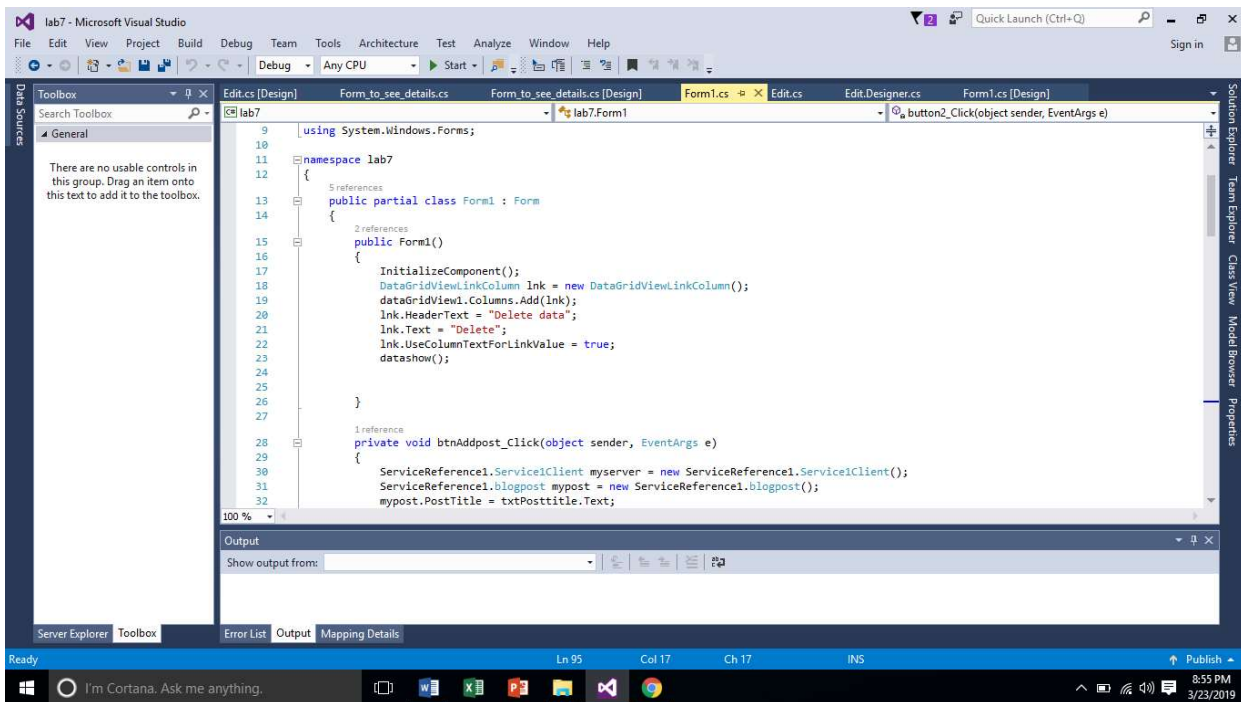 lab7 - Microsoft Visual Studio
2
Quick Launch (Ctrl+Q)
File Edit View Project Build Debug Team Tools Architecture Test Analyze Window Help
Sign in
Debug Any CPU Start
Data Sources
Toolbox
Search Toolbox
General
There are no usable controls in
this group. Drag an item onto
this text to add it to the toolbox.
Server Explorer Toolbox
Edit.cs [Design] Form_to_see_details.cs Form_to_see_details.cs [Design] Form1.cs Edit.cs Edit.Designer.cs Form1.cs [Design]
C# lab7 lab7.Form1 button2_Click(object sender, EventArgs e)
9 using System.Windows.Forms;
10
11 namespace lab7
12 {
5 references
13 public partial class Form1 : Form
14 {
2 references
15 public Form1()
16 {
17 InitializeComponent();
18 DataGridViewLinkColumn lnk = new DataGridViewLinkColumn();
19 dataGridView1.Columns.Add(lnk);
20 lnk.HeaderText = "Delete data";
21 lnk.Text = "Delete";
22 lnk.UseColumnTextForLinkValue = true;
23 datashow();
24
25
26 }
27
1 reference
28 private void btnAddpost_Click(object sender, EventArgs e)
29 {
30 ServiceReference1.Service1Client myserver = new ServiceReference1.Service1Client();
31 ServiceReference1.blogpost mypost = new ServiceReference1.blogpost();
32 mypost.PostTitle = txtPosttitle.Text;
100 %
Output
Show output from:
Error List Output Mapping Details
Solution Explorer Team Explorer Class View Model Browser Properties
Ready Ln 95 Col 17 Ch 17 INS Publish
I'm Cortana. Ask me anything.
8:55 PM
3/23/2019